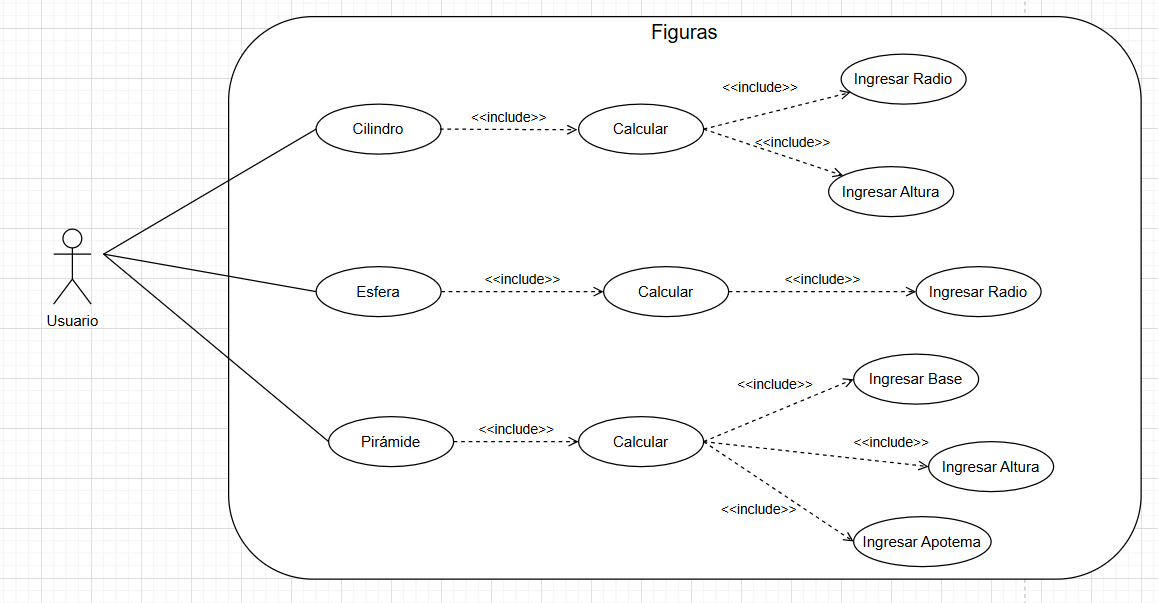 Figuras
<<include>>
Ingresar Radio
Cilindro
<<include>>
Calcular
<<include>>
Ingresar Altura
Usuario
Esfera
<<include>>
Calcular
<<include>>
Ingresar Radio
<<include>>
Ingresar Base
Pirámide
<<include>>
Calcular
<<include>>
Ingresar Altura
<<include>>
Ingresar Apotema